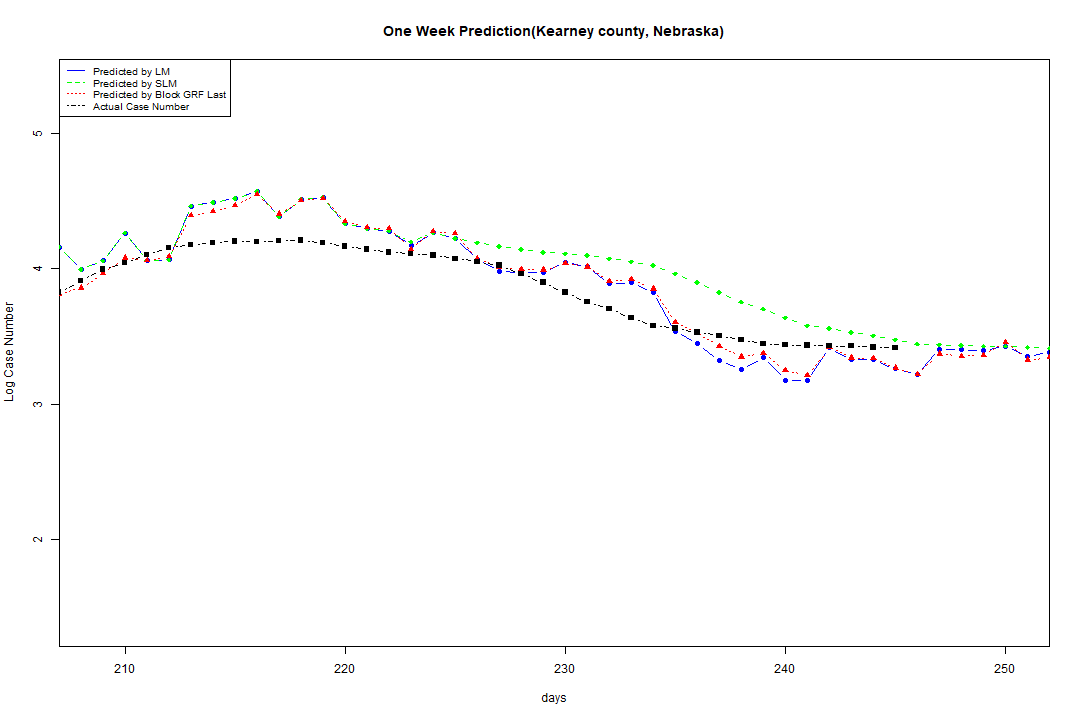 One Week Prediction(Kearney county, Nebraska)
Predicted by LM
Predicted by SLM
Predicted by Block GRF Last
Actual Case Number
5
4
3
2
Log Case Number
210 220 230 240 250
days